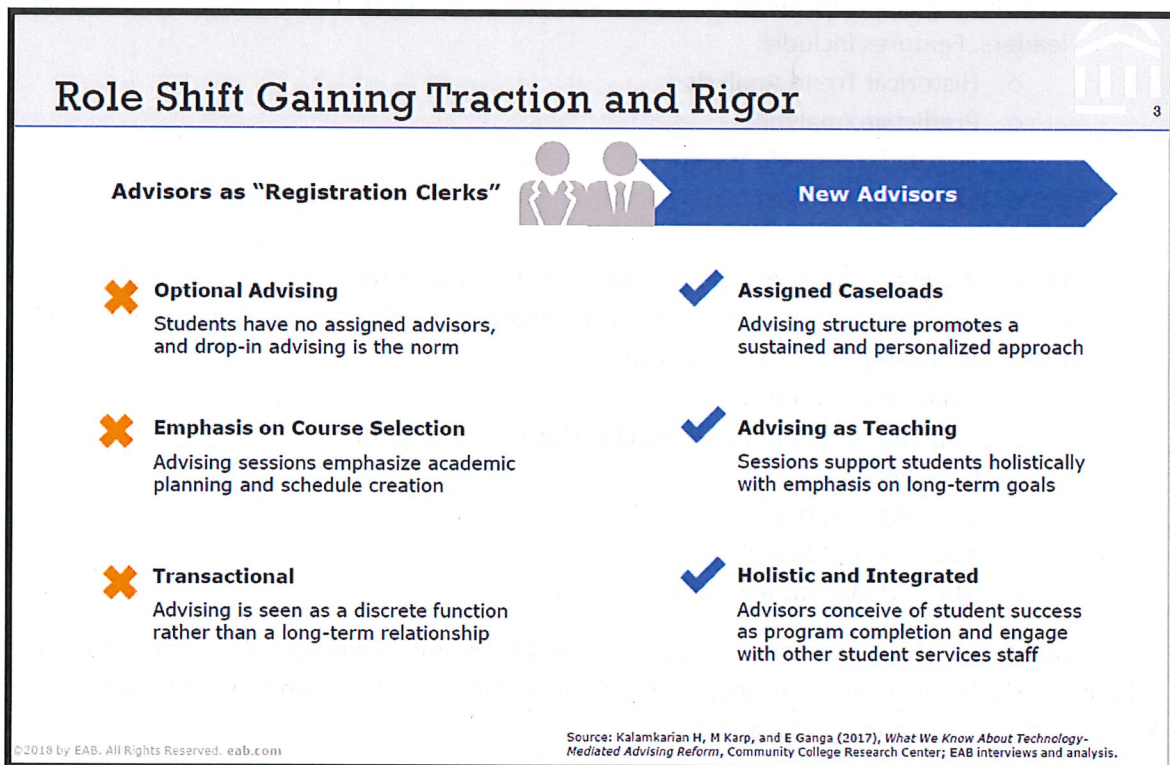 Role Shift Gaining Traction and Rigor
3
Advisors as "Registration Clerks"
New Advisors
Optional Advising
Students have no assigned advisors,
and drop-in advising is the norm
Assigned Caseloads
Advising structure promotes a
sustained and personalized approach
Emphasis on Course Selection
Advising sessions emphasize academic
planning and schedule creation
Advising as Teaching
Sessions support students holistically
with emphasis on long-term goals
Transactional
Advising is seen as a discrete function
rather than a long-term relationship
Holistic and Integrated
Advisors conceive of student success
as program completion and engage
with other student services staff
©2018 by EAB. All Rights Reserved. eab.com
Source: Kalamkarian H, M Karp, and E Ganga (2017), What We Know About Technology-
Mediated Advising Reform, Community College Research Center; EAB interviews and analysis.